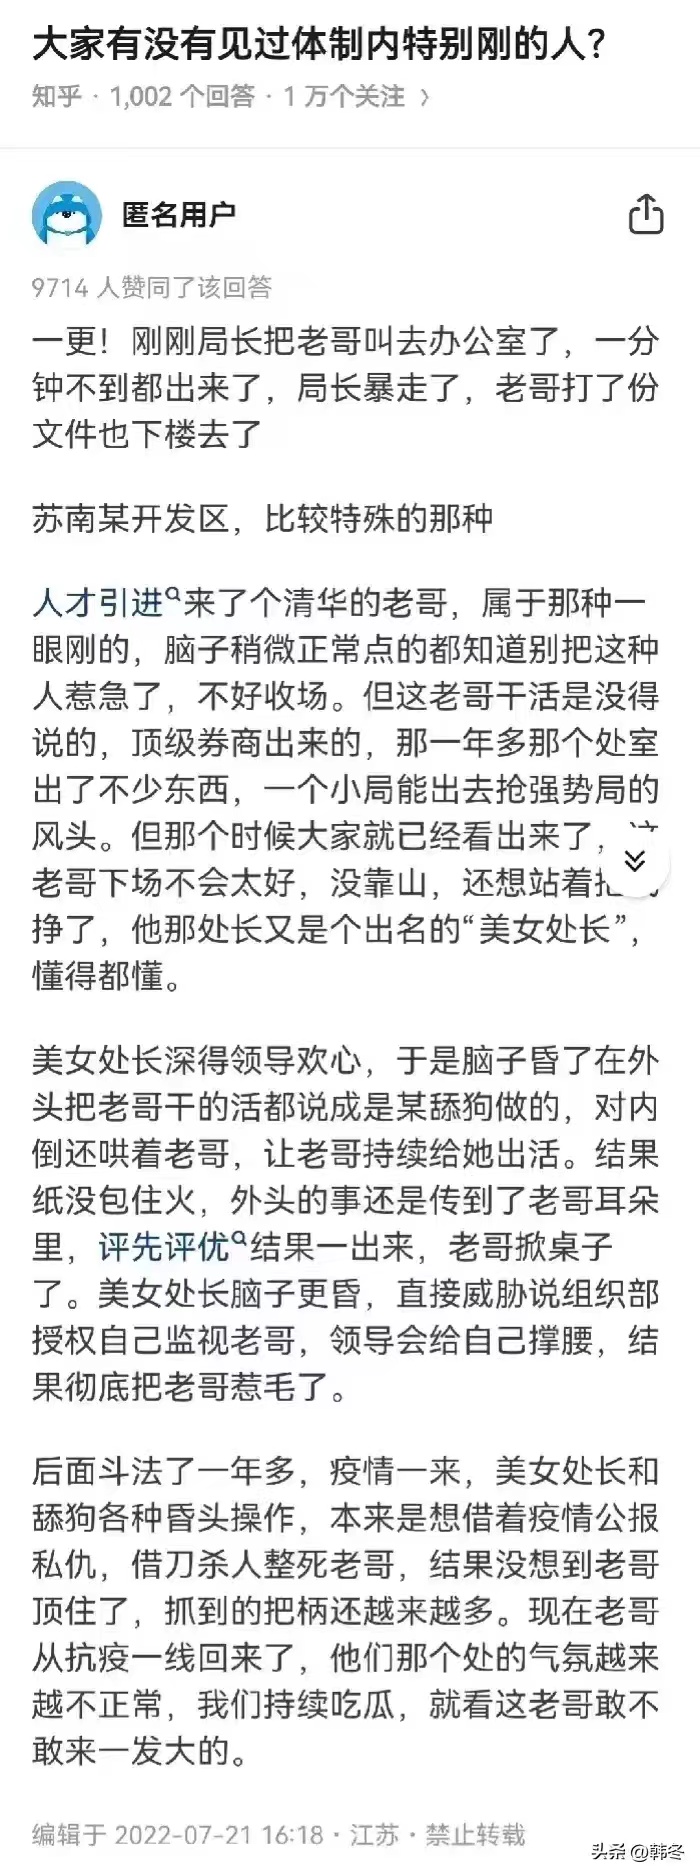 大家有没有见过体制内特别刚的人？
知乎 · 1,002 个回答 · 1 万个关注 〉
匿名用户
9714 人赞同了该回答
一更！刚刚局长把老哥叫去办公室了，一分
钟不到都出来了，局长暴走了，老哥打了份
文件也下楼去了
苏南某开发区，比较特殊的那种
人才引进来了个清华的老哥，属于那种一
眼刚的，脑子稍微正常点的都知道别把这种
人惹急了，不好收场。但这老哥干活是没得
说的，顶级券商出来的，那一年多那个处室
出了不少东西，一个小局能出去抢强势局的
风头。但那个时候大家就已经看出来了，
老哥下场不会太好，没靠山，还想站着
挣了，他那处长又是个出名的“美女处长”，
懂得都懂。
美女处长深得领导欢心，于是脑子昏了在外
头把老哥干的活都说成是某舔狗做的，对内
倒还哄着老哥，让老哥持续给她出活。结果
纸没包住火，外头的事还是传到了老哥耳朵
里，评先评优结果一出来，老哥掀桌子
了。美女处长脑子更昏，直接威胁说组织部
授权自己监视老哥，领导会给自己撑腰，结
果彻底把老哥惹毛了。
后面斗法了一年多，疫情一来，美女处长和
舔狗各种昏头操作，本来是想借着疫情公报
私仇，借刀杀人整死老哥，结果没想到老哥
顶住了，抓到的把柄还越来越多。现在老哥
从抗疫一线回来了，他们那个处的气氛越来
越不正常，我们持续吃瓜，就看这老哥敢不
敢来一发大的。
编辑于 2022-07-21 16:18 · 江苏 · 禁止转载
头条 @韩冬